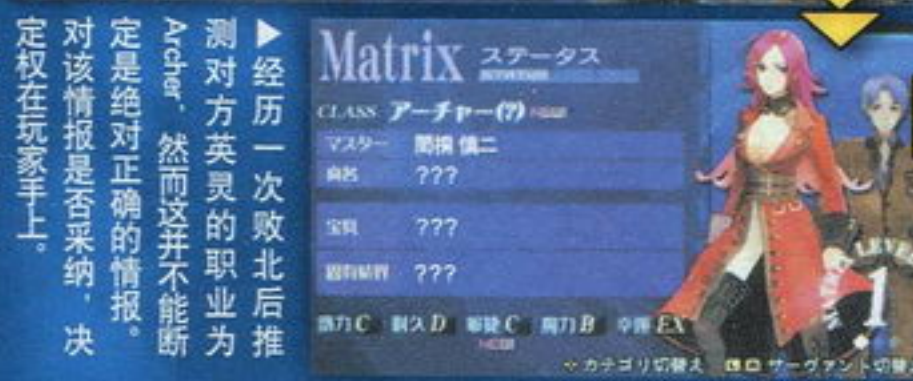 ▶经历一次败北后推
测对方英灵的职业为
Archer，然而这并不能断
定是绝对正确的情报。
对该情报是否采纳，决
定权在玩家手上。
Matrix ステータス
CLASS アーチャー(?)
マスター 間桐 慎二
真名 ???
宝具 ???
固有結界 ???
筋力C 耐久D 敏捷C 魔力B 幸運EX
LEVEL
1
カテゴリ切替え サーヴァント切替え